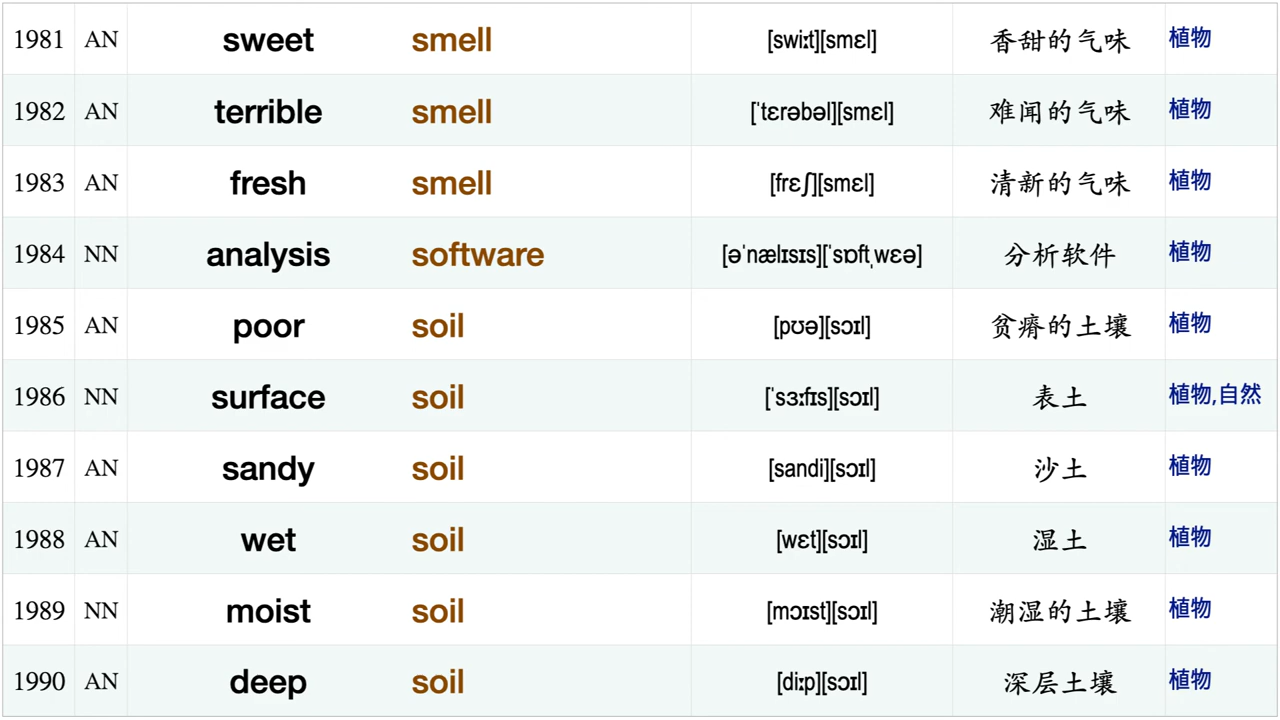 1981 AN sweet smell [swiːt][smɛl] 香甜的气味 植物
1982 AN terrible smell [ˈtɛrəbəl][smɛl] 难闻的气味 植物
1983 AN fresh smell [frɛʃ][smɛl] 清新的气味 植物
1984 NN analysis software [əˈnælɪsɪs][ˈsɒftˌwɛə] 分析软件 植物
1985 AN poor soil [pʊə][sɔɪl] 贫瘠的土壤 植物
1986 NN surface soil [ˈsɜːfɪs][sɔɪl] 表土 植物,自然
1987 AN sandy soil [sandi][sɔɪl] 沙土 植物
1988 AN wet soil [wɛt][sɔɪl] 湿土 植物
1989 NN moist soil [mɔɪst][sɔɪl] 潮湿的土壤 植物
1990 AN deep soil [diːp][sɔɪl] 深层土壤 植物